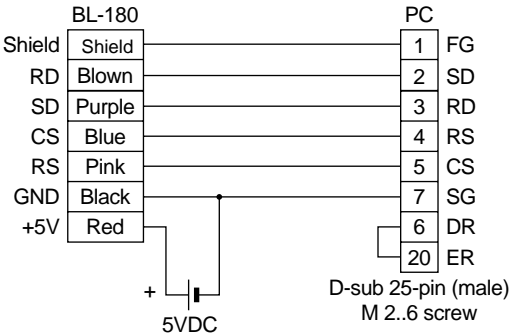 BL-180 PC
Shield Shield 1 FG
RD Blown 2 SD
SD Purple 3 RD
CS Blue 4 RS
RS Pink 5 CS
GND Black 7 SG
+5V Red 6 DR
20 ER
+
5VDC
D-sub 25-pin (male)
M 2..6 screw